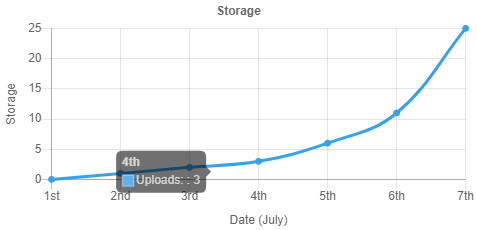 Storage
25
20
15
10
5
0
Storage
4th
Uploads: : 3
1st 2nd 3rd 4th 5th 6th 7th
Date (July)